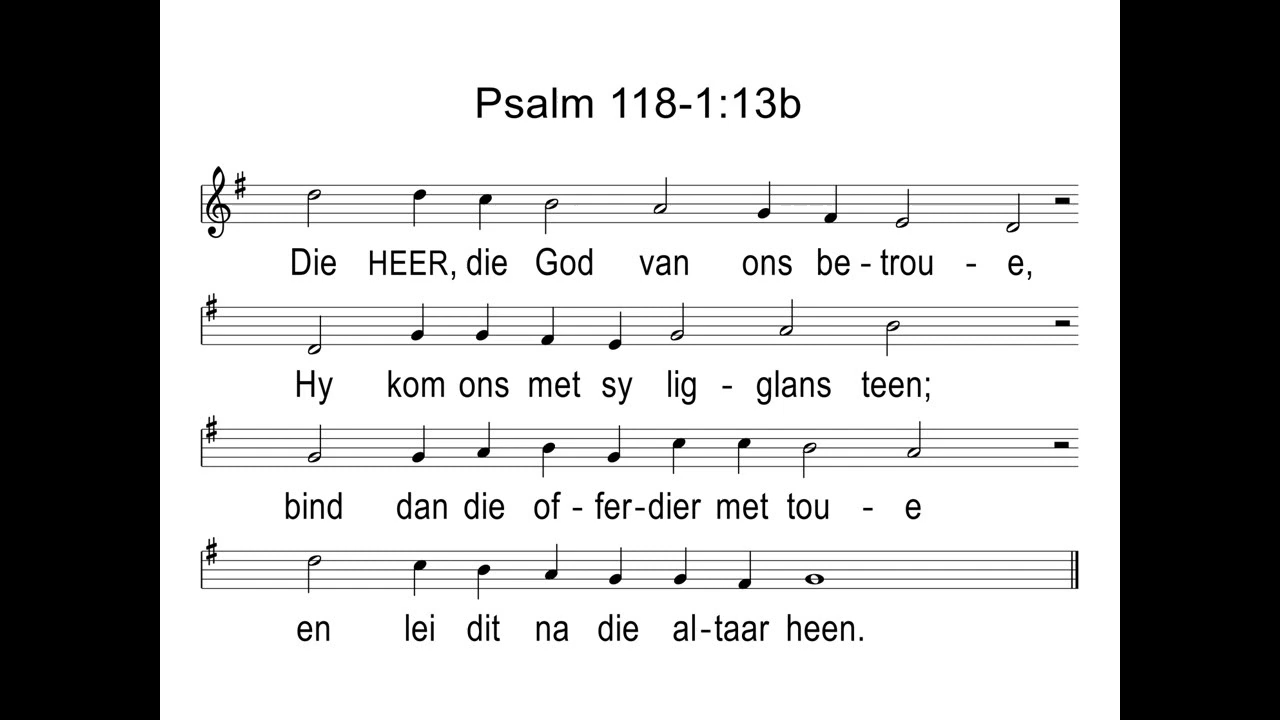 Psalm 118-1:13b
Die HEER, die God van ons be - trou - e,
Hy kom ons met sy lig - glans teen;
bind dan die of - fer-dier met tou - e
en lei dit na die al-taar heen.